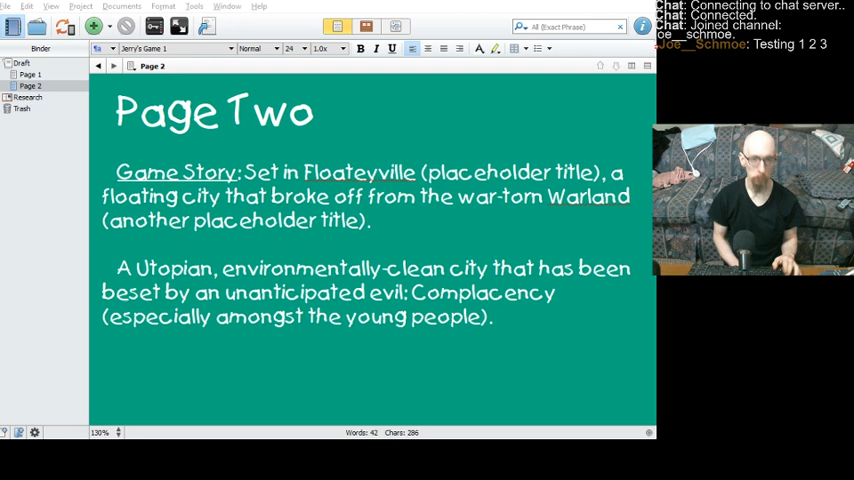 File Edit View Project Format Tools Window Help
All (Exact Phrase)
Jerry's Game 1 Normal 24 1.0x B I U
Binder
Page 2
Draft
Page 1
Page 2
Research
Trash
Page Two
Game Story: Set in Floateyville (placeholder title), a
floating city that broke off from the war-torn Warland
(another placeholder title).
A Utopian, environmentally-clean city that has been
beset by an unanticipated evil: Complacency
(especially amongst the young people).
130%
Words: 42 Chars: 286
Chat: Connecting to chat server..
Chat: Connected.
Chat: Joined channel:
joe__schmoe.
Joe__Schmoe: Testing 1 2 3